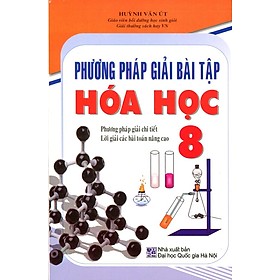 HUỲNH VĂN ÚT
Giáo viên bồi dưỡng học sinh giỏi
Giải thưởng sách hay VN
PHƯƠNG PHÁP GIẢI BÀI TẬP
HÓA HỌC
8
Phương pháp giải chi tiết
Lời giải các bài toán nâng cao
Nhà xuất bản
Đại học Quốc gia Hà Nội